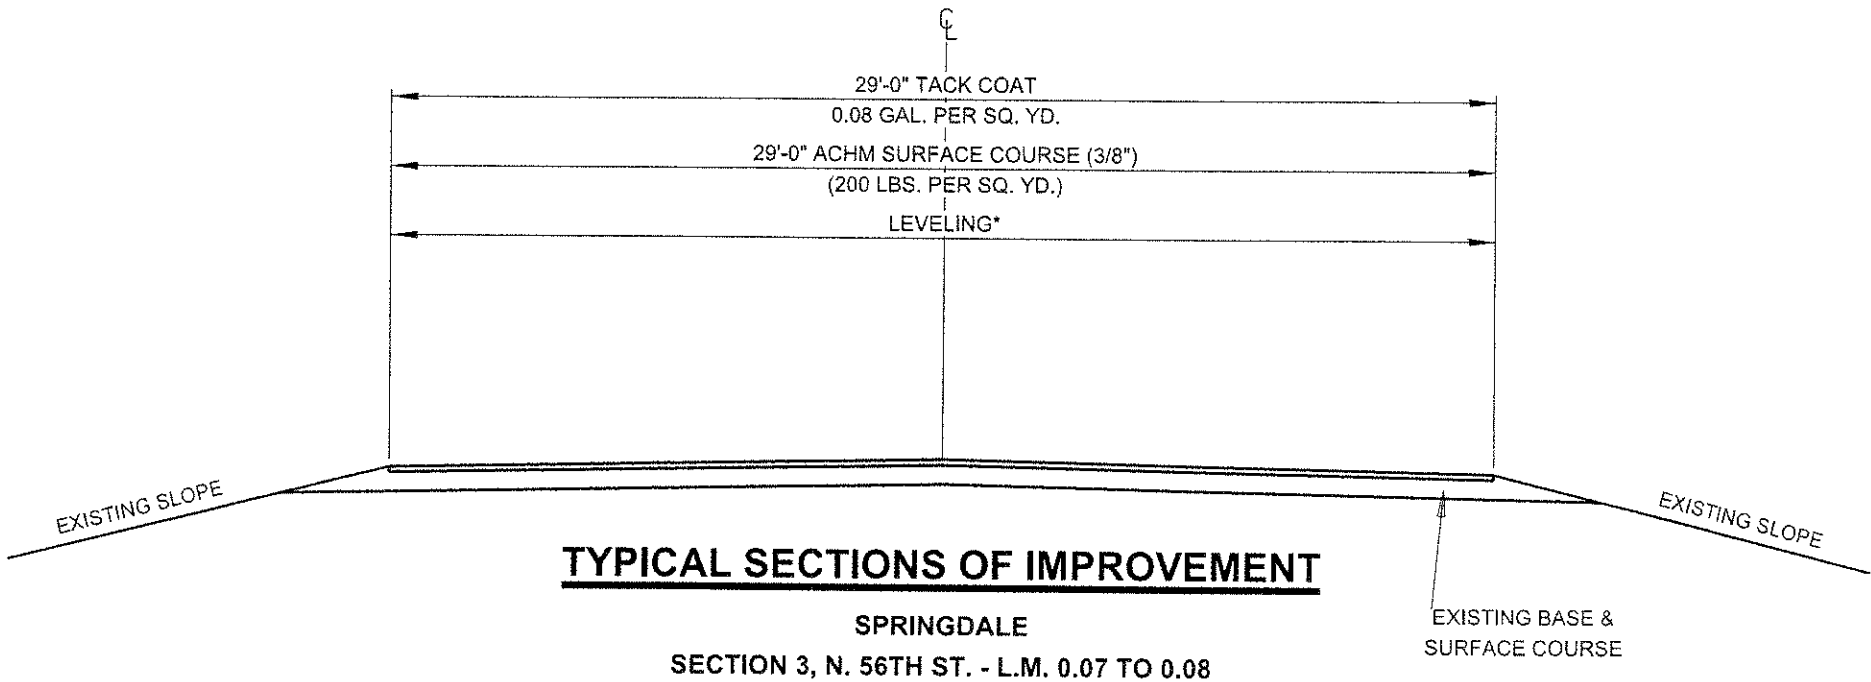 ℄
29'-0" TACK COAT
0.08 GAL. PER SQ. YD.
29'-0" ACHM SURFACE COURSE (3/8")
(200 LBS. PER SQ. YD.)
LEVELING*
EXISTING SLOPE
EXISTING SLOPE
TYPICAL SECTIONS OF IMPROVEMENT
EXISTING BASE &
SURFACE COURSE
SPRINGDALE
SECTION 3, N. 56TH ST. - L.M. 0.07 TO 0.08